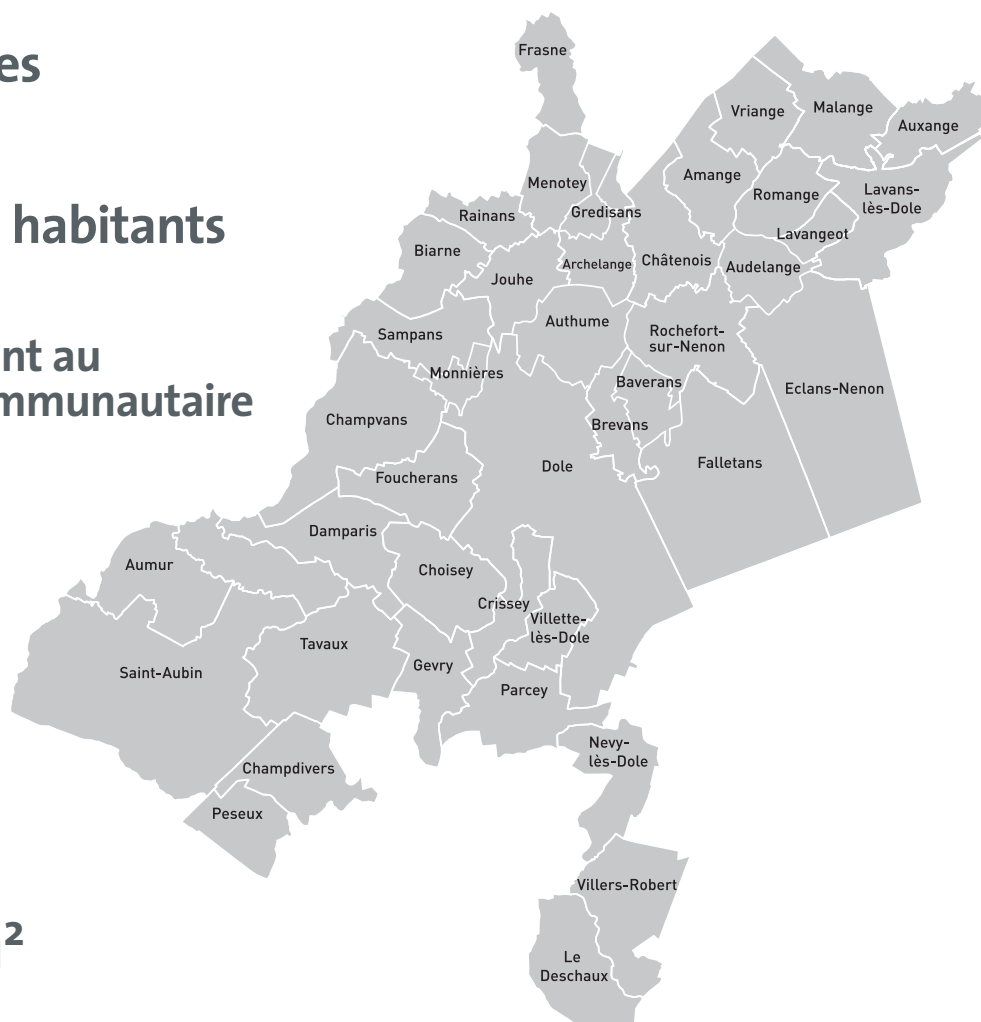 es
habitants
nt au
mmunautaire
2
Frasne
Vriange
Malange
Auxange
Menotey
Amange
Romange
Lavans-
lès-Dole
Rainans
Gredisans
Lavangeot
Biarne
Jouhe
Archelange
Châtenois
Audelange
Sampans
Authume
Rochefort-
sur-Nenon
Monnières
Baverans
Eclans-Nenon
Champvans
Brevans
Foucherans
Dole
Falletans
Damparis
Aumur
Choisey
Crissey
Villette-
lès-Dole
Saint-Aubin
Tavaux
Gevry
Parcey
Champdivers
Nevy-
lès-Dole
Peseux
Villers-Robert
Le
Deschaux